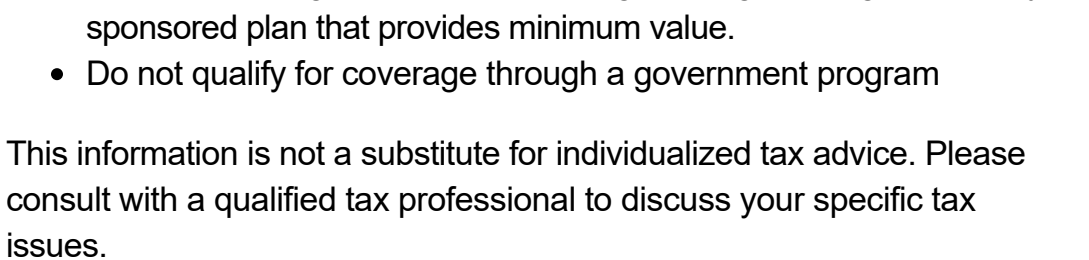 sponsored plan that provides minimum value.
• Do not qualify for coverage through a government program
This information is not a substitute for individualized tax advice. Please
consult with a qualified tax professional to discuss your specific tax
issues.